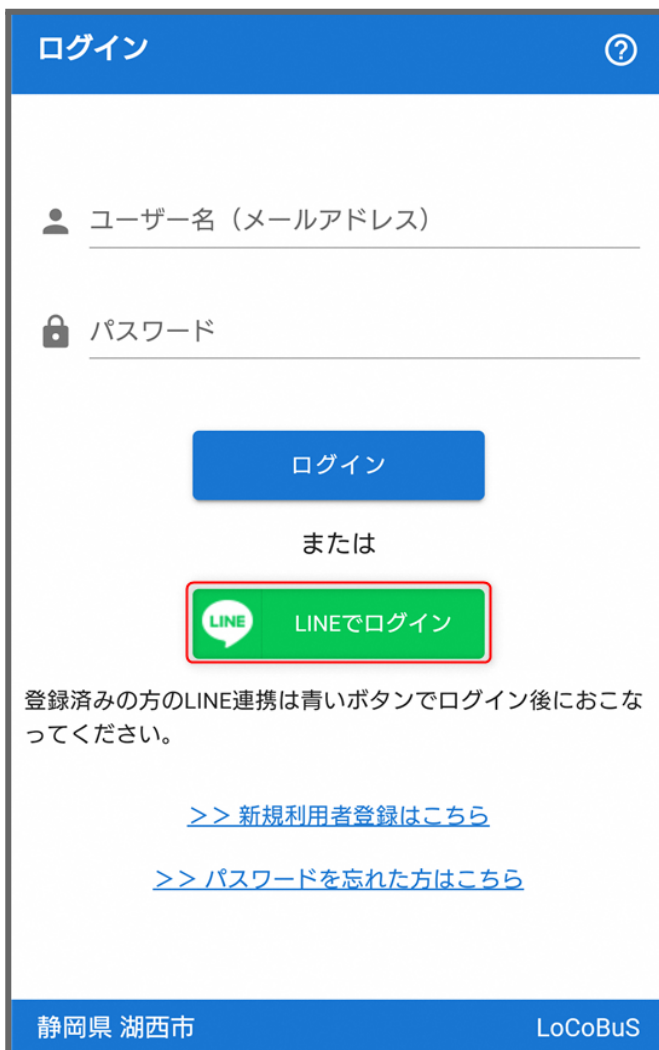 ログイン
ユーザー名（メールアドレス）
パスワード
ログイン
または
LINE LINEでログイン
登録済みの方のLINE連携は青いボタンでログイン後におこな
ってください。
>> 新規利用者登録はこちら
>> パスワードを忘れた方はこちら
静岡県 湖西市 LoCoBuS